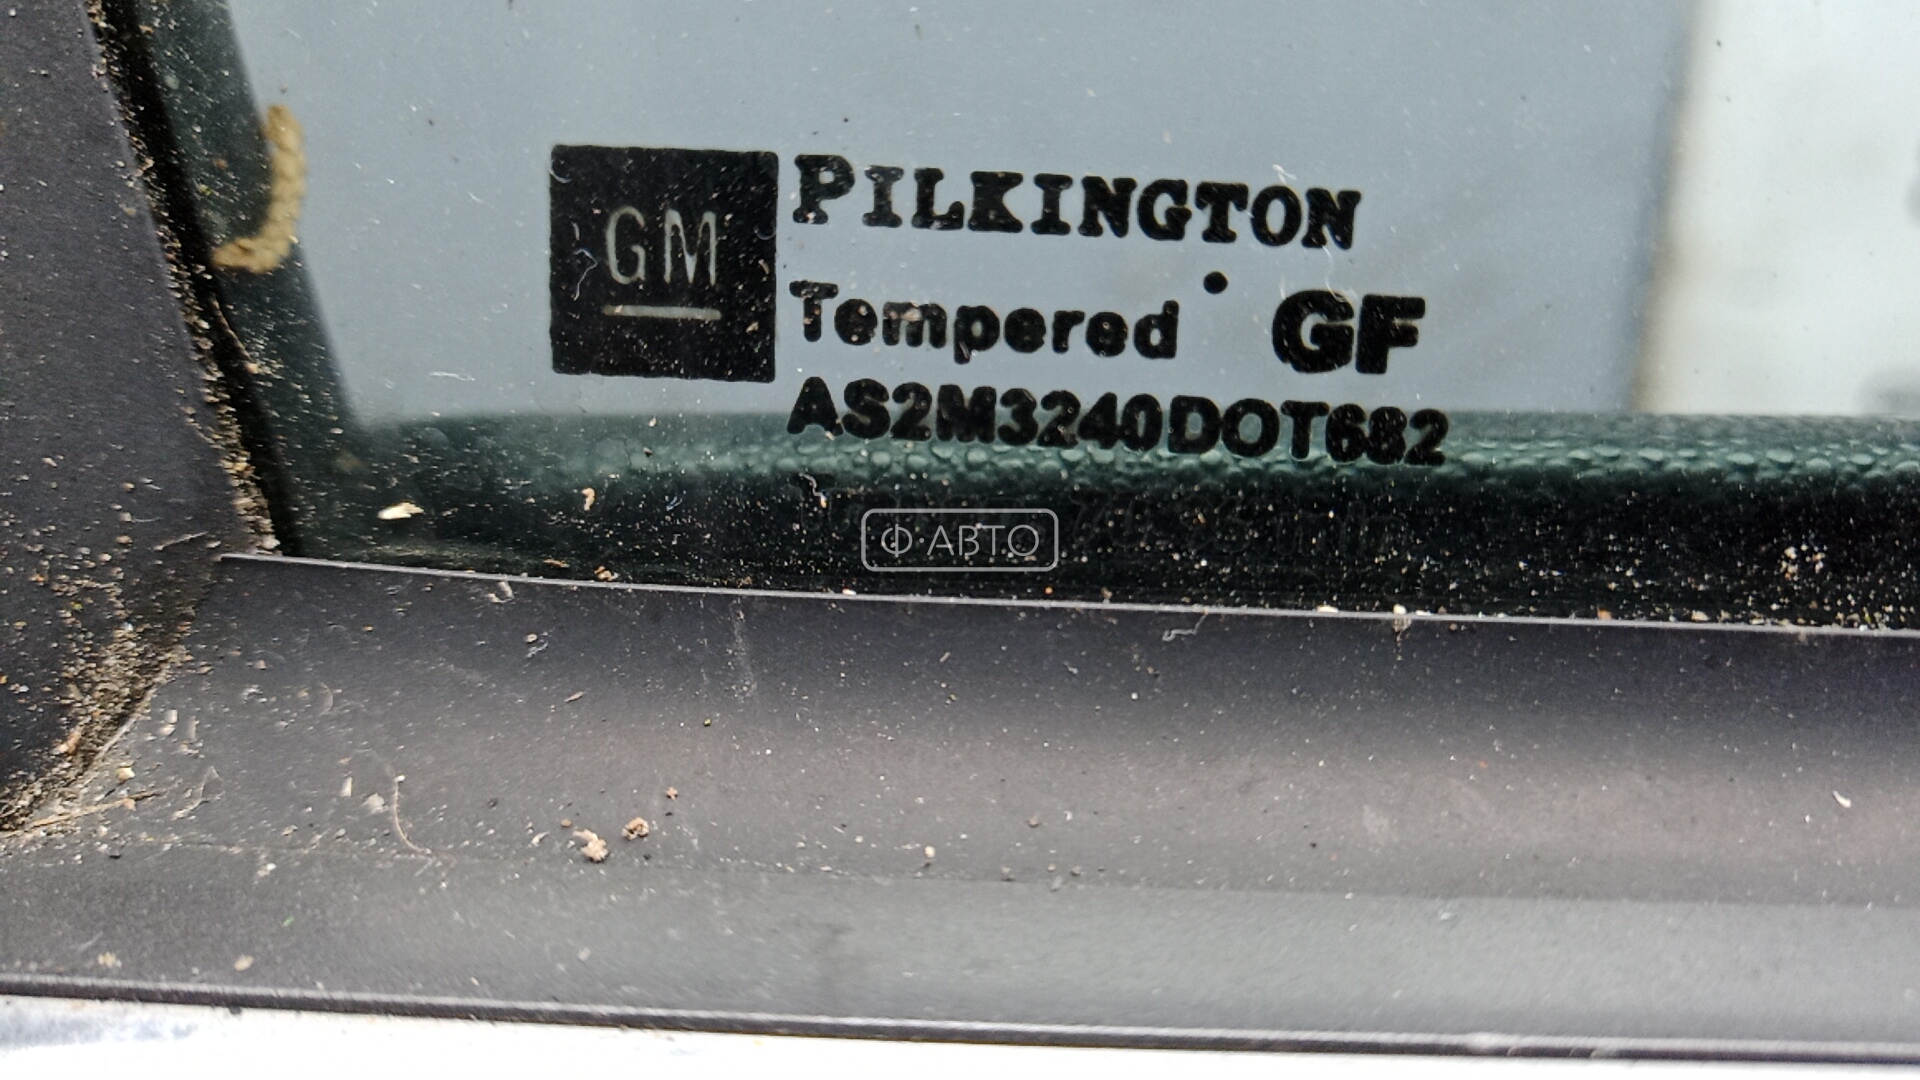 GM
PILKINGTON
Tempered GF
AS2M3240DOT682
Ф·АВТО